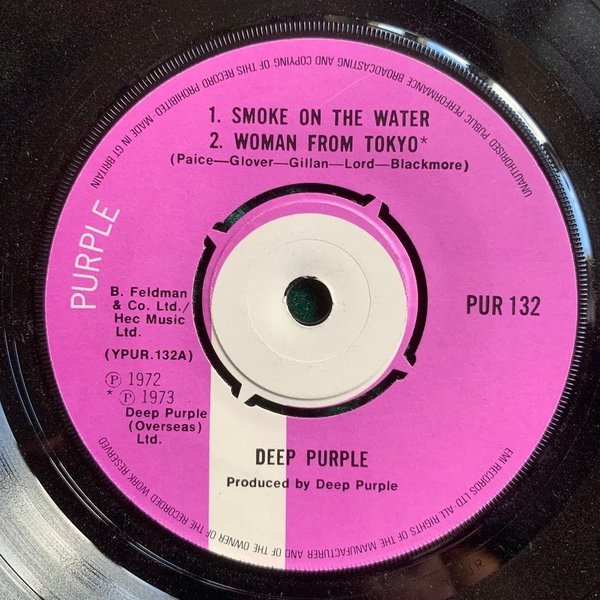 UNAUTHORISED PUBLIC PERFORMANCE BROADCASTING AND COPYING OF THIS RECORD PROHIBITED. MADE IN GT BRITAIN
1. SMOKE ON THE WATER
2. WOMAN FROM TOKYO*
(Paice—Glover—Gillan—Lord—Blackmore)
PURPLE
B. Feldman
& Co. Ltd./
Hec Music
Ltd.
(YPUR.132A)
Ⓟ 1972
* Ⓟ 1973
Deep Purple
(Overseas)
Ltd.
PUR 132
DEEP PURPLE
Produced by Deep Purple
EMI RECORDS LTD. ALL RIGHTS OF THE MANUFACTURER AND OF THE OWNER OF THE RECORDED WORK RESERVED